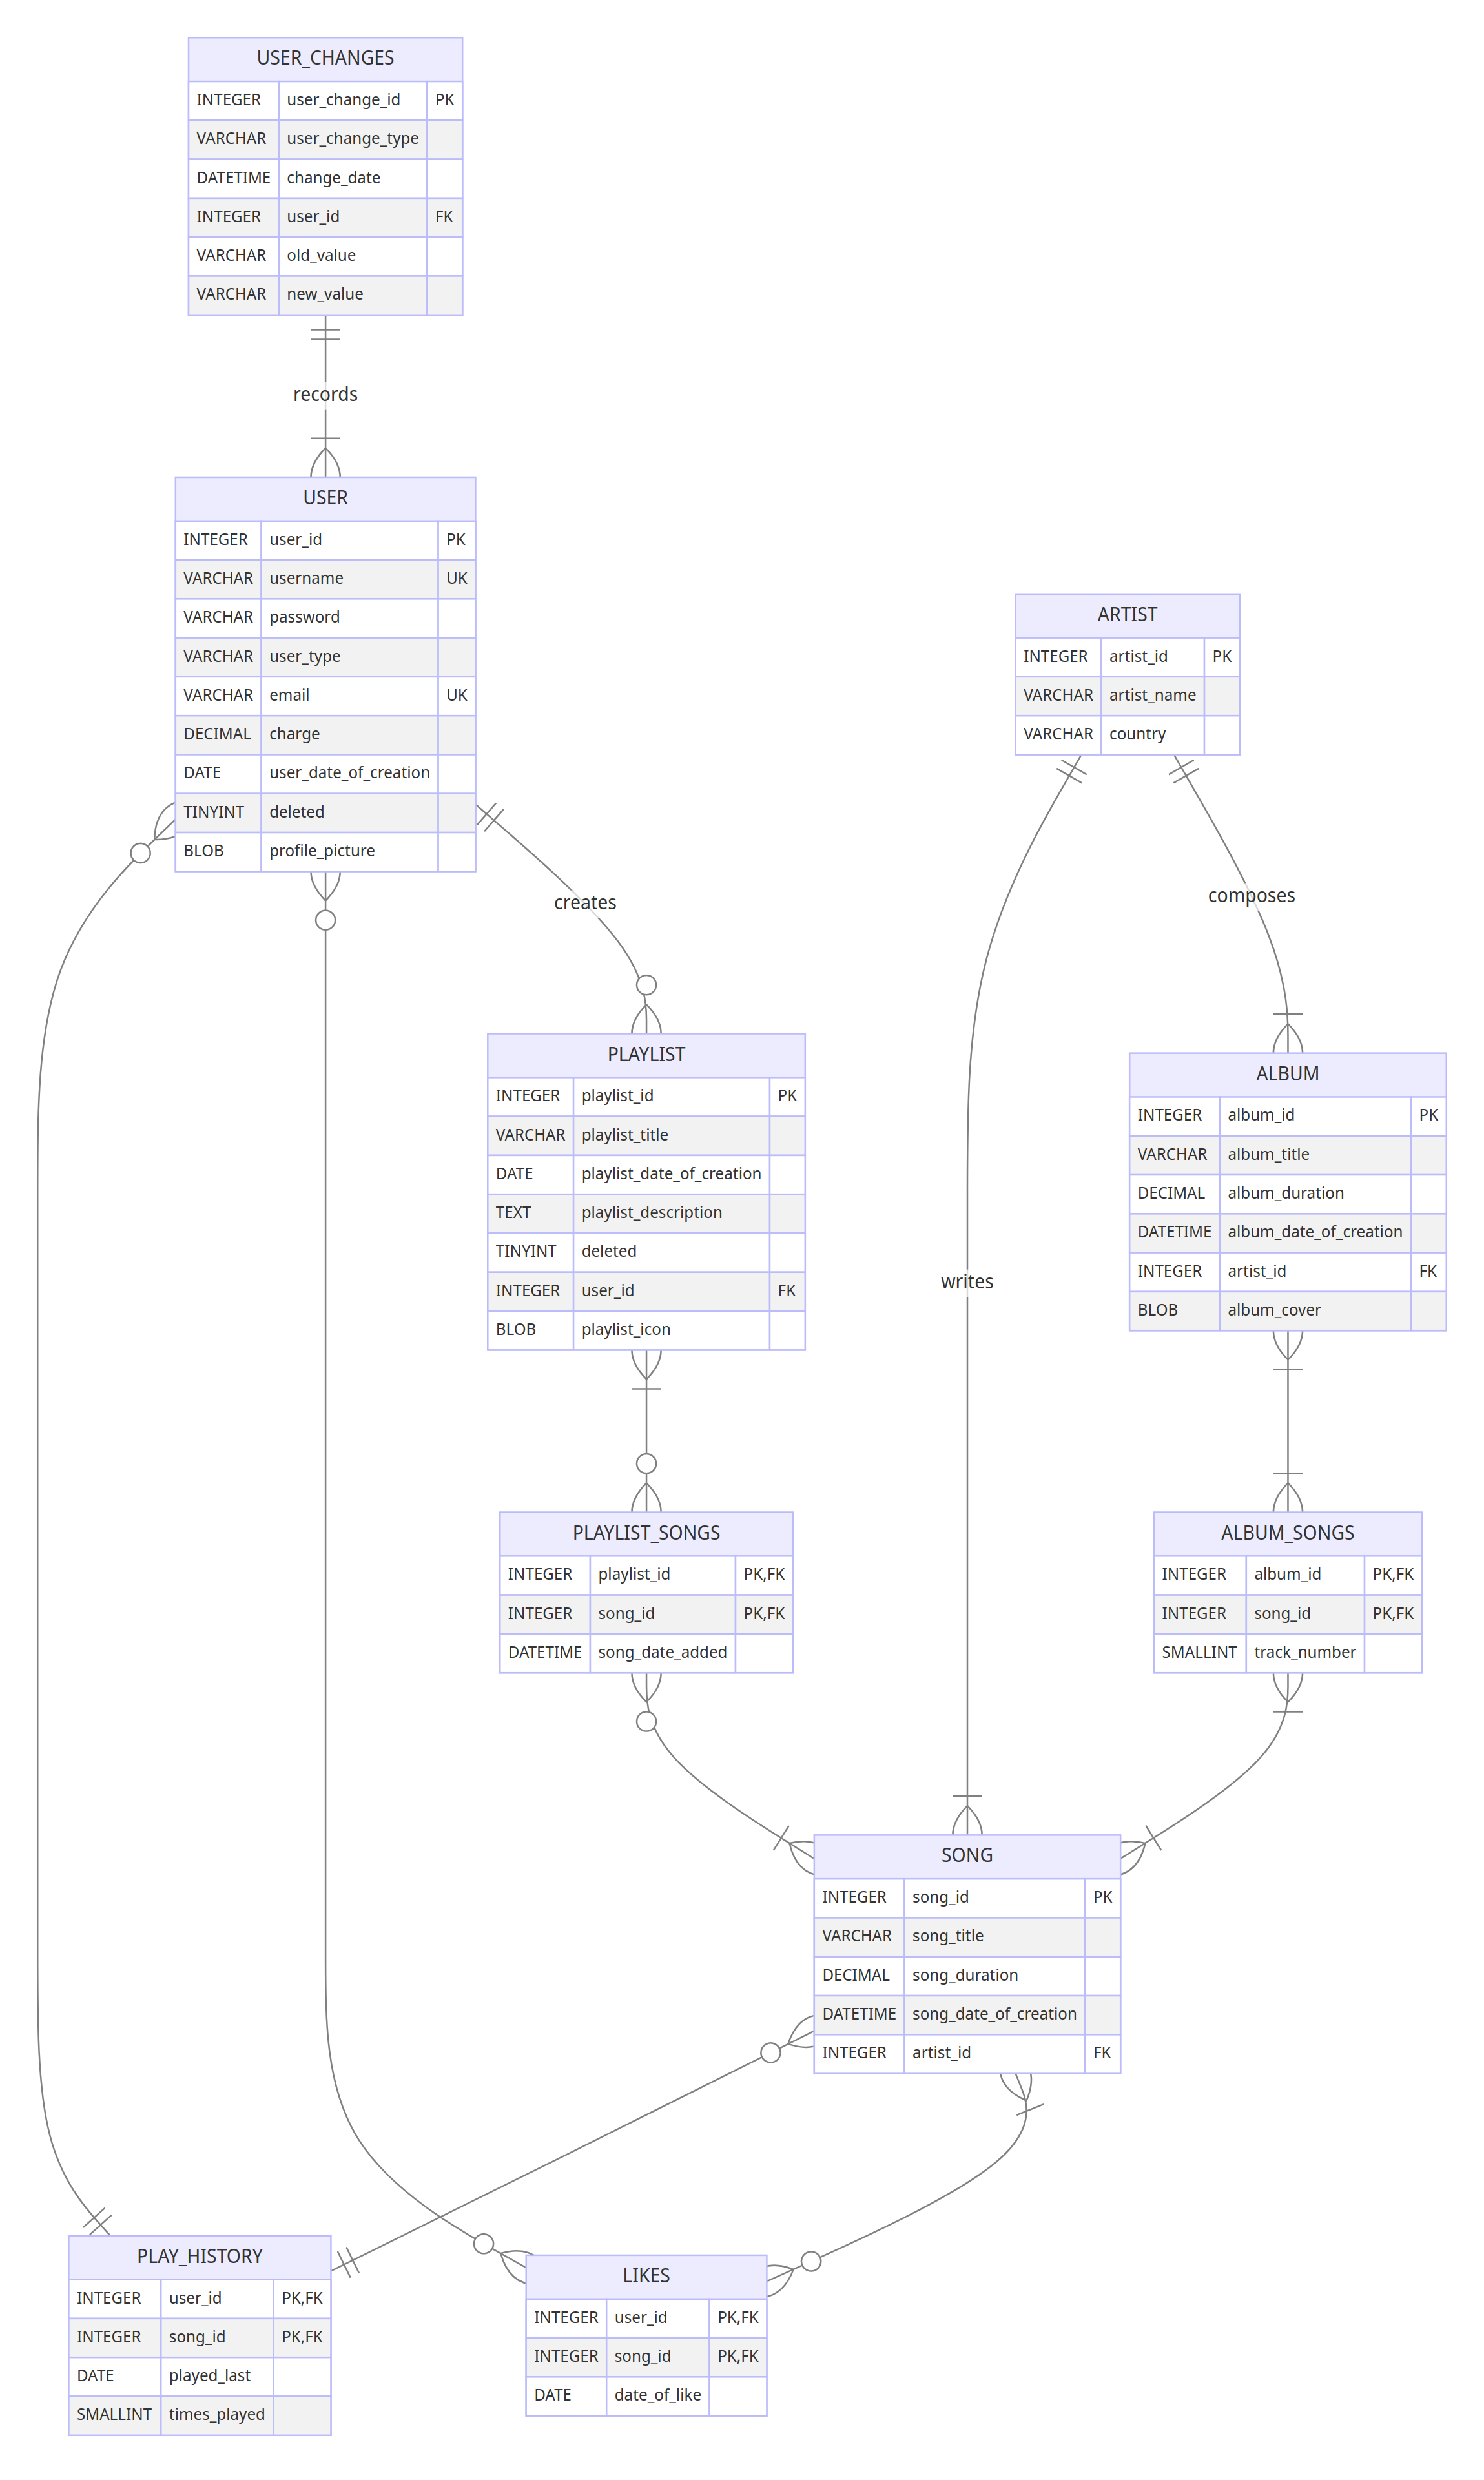 USER_CHANGES
INTEGER user_change_id PK
VARCHAR user_change_type
DATETIME change_date
INTEGER user_id FK
VARCHAR old_value
VARCHAR new_value
records
USER
INTEGER user_id PK
VARCHAR username UK
VARCHAR password
VARCHAR user_type
VARCHAR email UK
DECIMAL charge
DATE user_date_of_creation
TINYINT deleted
BLOB profile_picture
ARTIST
INTEGER artist_id PK
VARCHAR artist_name
VARCHAR country
creates
composes
PLAYLIST
INTEGER playlist_id PK
VARCHAR playlist_title
DATE playlist_date_of_creation
TEXT playlist_description
TINYINT deleted
INTEGER user_id FK
BLOB playlist_icon
writes
ALBUM
INTEGER album_id PK
VARCHAR album_title
DECIMAL album_duration
DATETIME album_date_of_creation
INTEGER artist_id FK
BLOB album_cover
PLAYLIST_SONGS
INTEGER playlist_id PK,FK
INTEGER song_id PK,FK
DATETIME song_date_added
ALBUM_SONGS
INTEGER album_id PK,FK
INTEGER song_id PK,FK
SMALLINT track_number
SONG
INTEGER song_id PK
VARCHAR song_title
DECIMAL song_duration
DATETIME song_date_of_creation
INTEGER artist_id FK
PLAY_HISTORY
INTEGER user_id PK,FK
INTEGER song_id PK,FK
DATE played_last
SMALLINT times_played
LIKES
INTEGER user_id PK,FK
INTEGER song_id PK,FK
DATE date_of_like